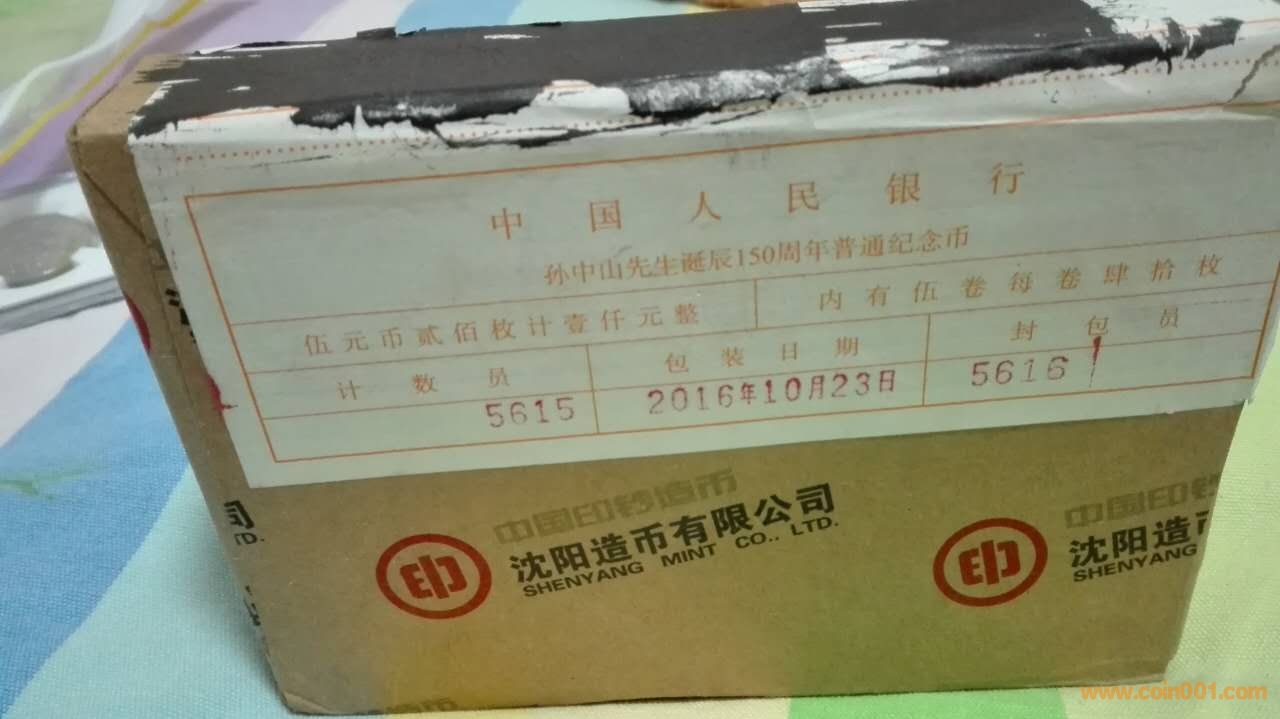 中国人民银行
孙中山先生诞辰150周年普通纪念币
伍元币贰佰枚计壹仟元整 内有伍卷每卷肆拾枚
计数员 包装日期 封包员
5615 2016年10月23日 5616
中国印钞造币 中国印钞
沈阳造币有限公司 沈阳造币
SHENYANG MINT CO., LTD. SHENYANG
司
TD.
www.coin001.com